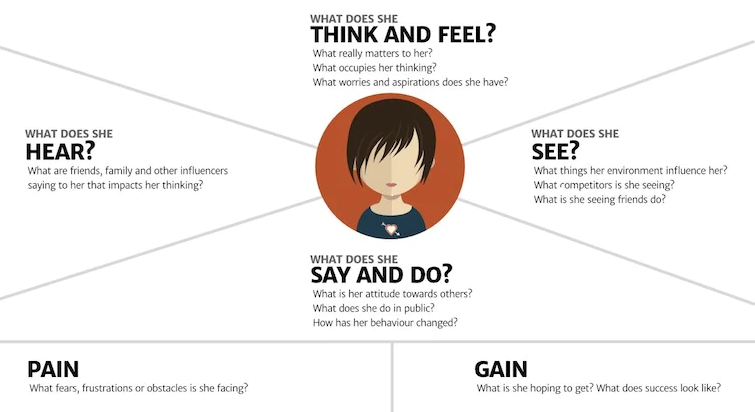 WHAT DOES SHE
THINK AND FEEL?
What really matters to her?
What occupies her thinking?
What worries and aspirations does she have?
WHAT DOES SHE
HEAR?
What are friends, family and other influencers
saying to her that impacts her thinking?
WHAT DOES SHE
SEE?
What things her environment influence her?
What competitors is she seeing?
What is she seeing friends do?
WHAT DOES SHE
SAY AND DO?
What is her attitude towards others?
What does she do in public?
How has her behaviour changed?
PAIN
What fears, frustrations or obstacles is she facing?
GAIN
What is she hoping to get? What does success look like?